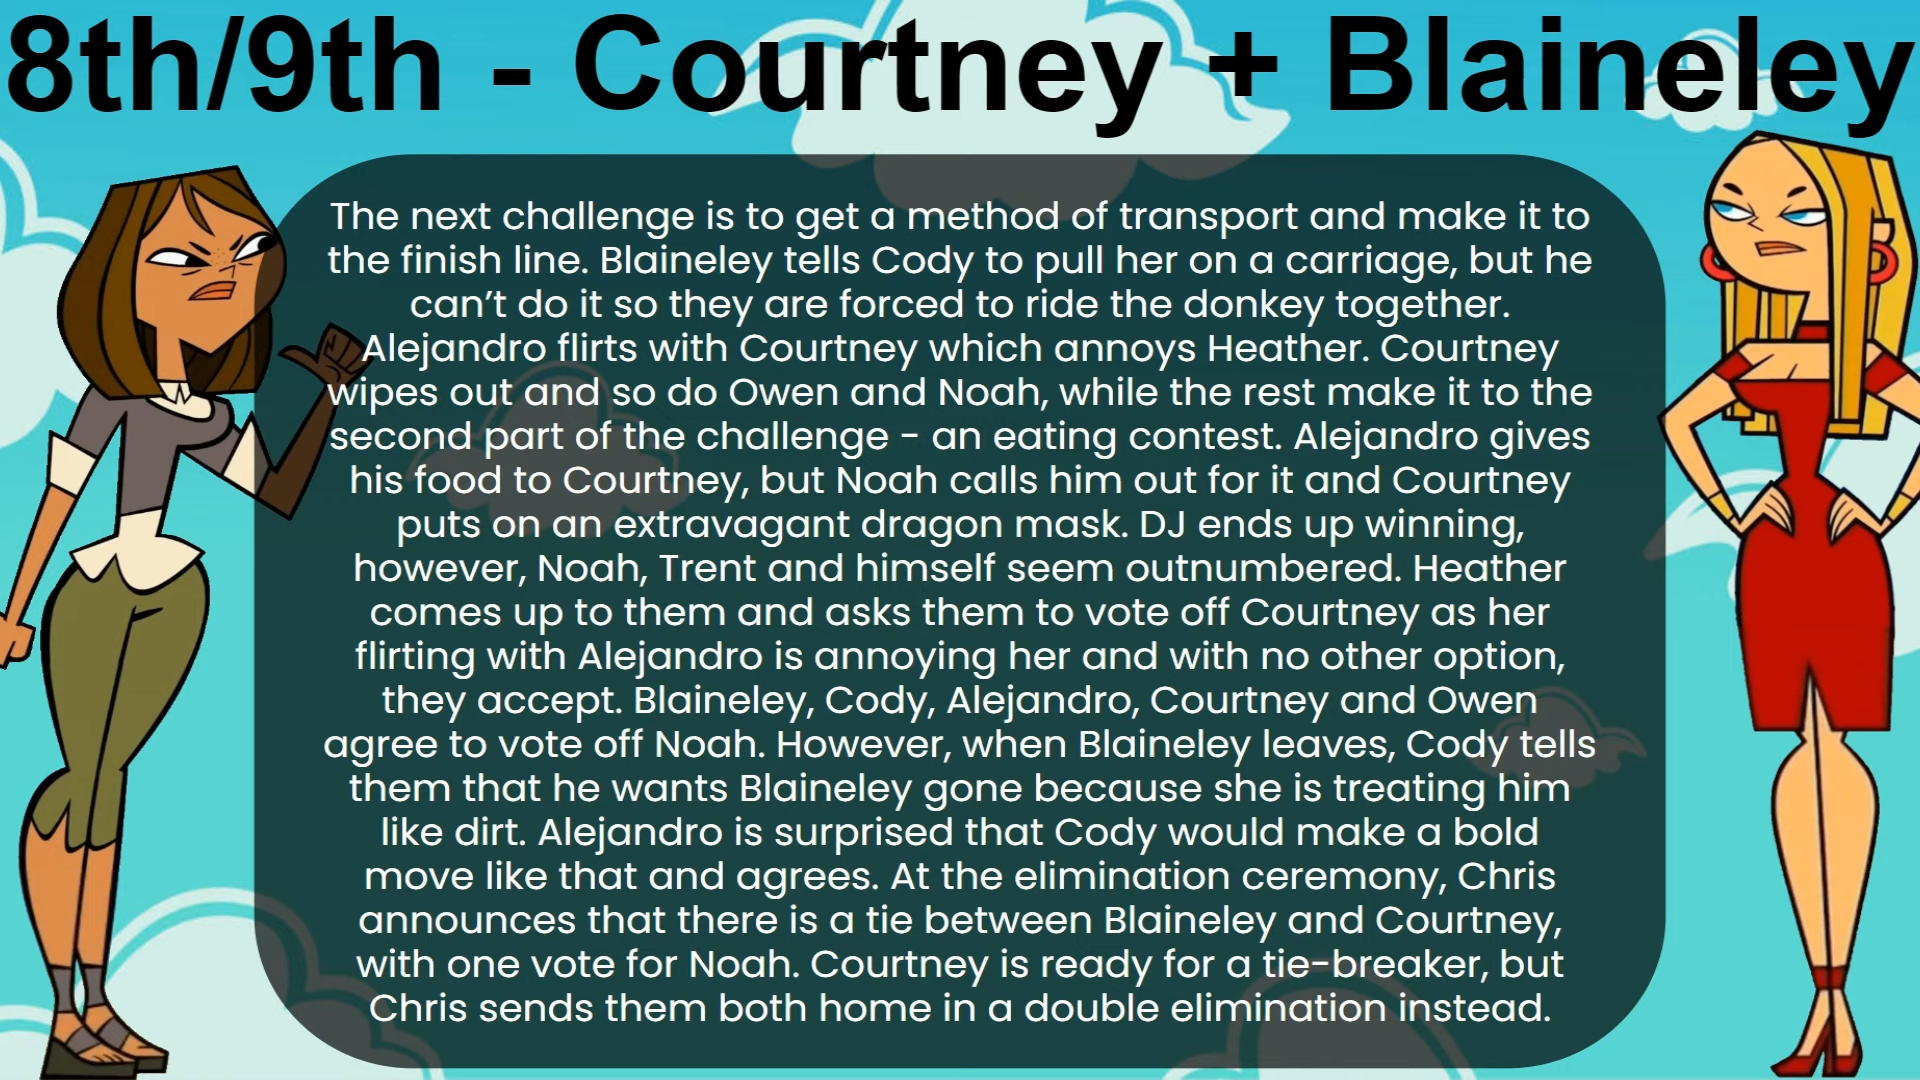 8th/9th - Courtney + Blaineley
The next challenge is to get a method of transport and make it to
the finish line. Blaineley tells Cody to pull her on a carriage, but he
can’t do it so they are forced to ride the donkey together.
Alejandro flirts with Courtney which annoys Heather. Courtney
wipes out and so do Owen and Noah, while the rest make it to the
second part of the challenge - an eating contest. Alejandro gives
his food to Courtney, but Noah calls him out for it and Courtney
puts on an extravagant dragon mask. DJ ends up winning,
however, Noah, Trent and himself seem outnumbered. Heather
comes up to them and asks them to vote off Courtney as her
flirting with Alejandro is annoying her and with no other option,
they accept. Blaineley, Cody, Alejandro, Courtney and Owen
agree to vote off Noah. However, when Blaineley leaves, Cody tells
them that he wants Blaineley gone because she is treating him
like dirt. Alejandro is surprised that Cody would make a bold
move like that and agrees. At the elimination ceremony, Chris
announces that there is a tie between Blaineley and Courtney,
with one vote for Noah. Courtney is ready for a tie-breaker, but
Chris sends them both home in a double elimination instead.